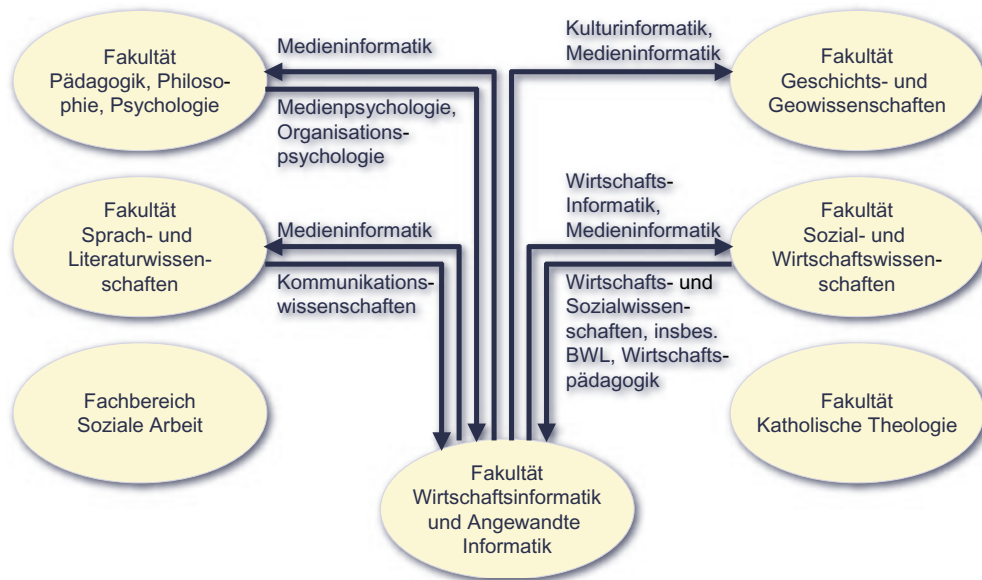 Fakultät
Pädagogik, Philoso-
phie, Psychologie
Medieninformatik
Medienpsychologie,
Organisations-
psychologie
Kulturinformatik,
Medieninformatik
Fakultät
Geschichts- und
Geowissenschaften
Fakultät
Sprach- und
Literaturwissen-
schaften
Medieninformatik
Kommunikations-
wissenschaften
Wirtschafts-
Informatik,
Medieninformatik
Wirtschafts- und
Sozialwissen-
schaften, insbes.
BWL, Wirtschafts-
pädagogik
Fakultät
Sozial- und
Wirtschaftswissen-
schaften
Fachbereich
Soziale Arbeit
Fakultät
Katholische Theologie
Fakultät
Wirtschaftsinformatik
und Angewandte
Informatik